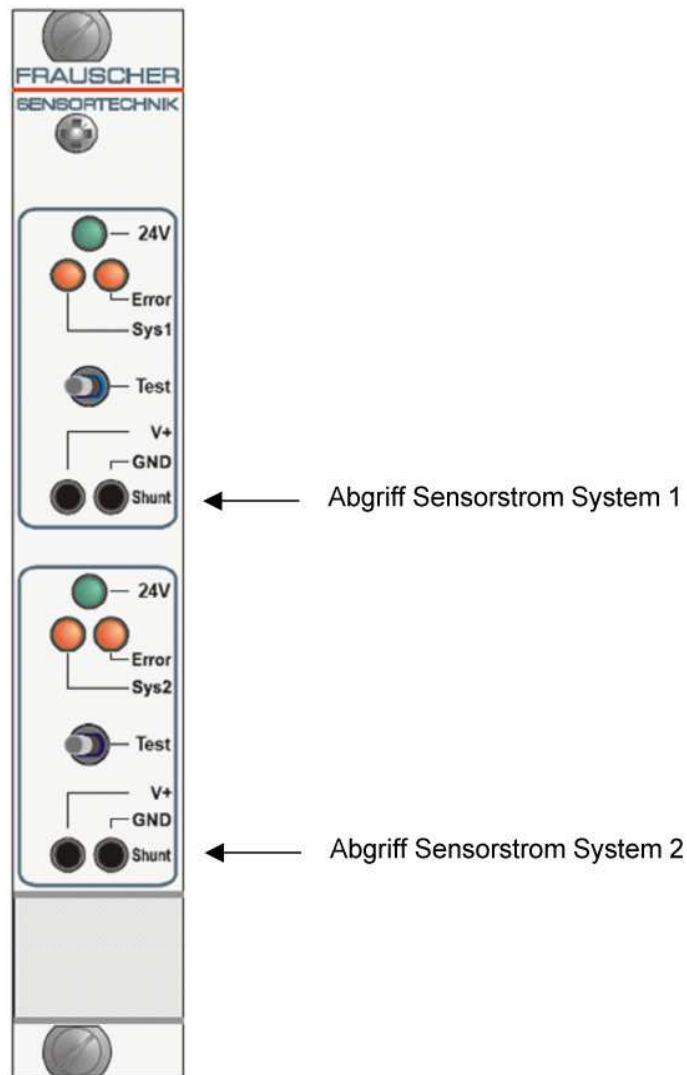 FRAUSCHER
SENSORTECHNIK
24V
Error
Sys1
Test
V+
GND
Shunt
Abgriff Sensorstrom System 1
24V
Error
Sys2
Test
V+
GND
Shunt
Abgriff Sensorstrom System 2